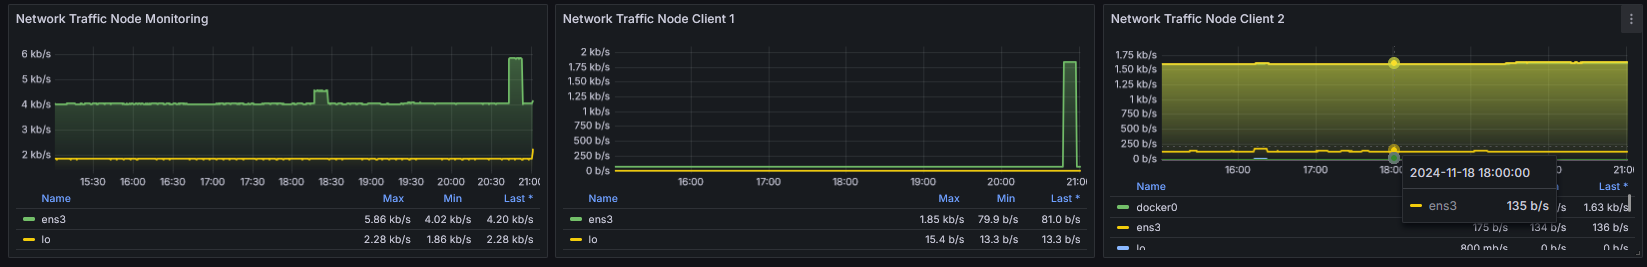 Network Traffic Node Monitoring
6 kb/s
5 kb/s
4 kb/s
3 kb/s
2 kb/s
15:30 16:00 16:30 17:00 17:30 18:00 18:30 19:00 19:30 20:00 20:30 21:00
Name Max Min Last *
ens3 5.86 kb/s 4.02 kb/s 4.20 kb/s
lo 2.28 kb/s 1.86 kb/s 2.28 kb/s
Network Traffic Node Client 1
2 kb/s
1.75 kb/s
1.50 kb/s
1.25 kb/s
1 kb/s
750 b/s
500 b/s
250 b/s
0 b/s
16:00 17:00 18:00 19:00 20:00 21:00
Name Max Min Last *
ens3 1.85 kb/s 79.9 b/s 81.0 b/s
lo 15.4 b/s 13.3 b/s 13.3 b/s
Network Traffic Node Client 2
1.75 kb/s
1.50 kb/s
1.25 kb/s
1 kb/s
750 b/s
500 b/s
250 b/s
0 b/s
16:00 17:00 18:00 21:00
2024-11-18 18:00:00
ens3 135 b/s
Name Last *
docker0 1.63 kb/s
ens3 175 b/s 134 b/s 136 b/s
lo 800 mb/s 0 b/s 0 b/s